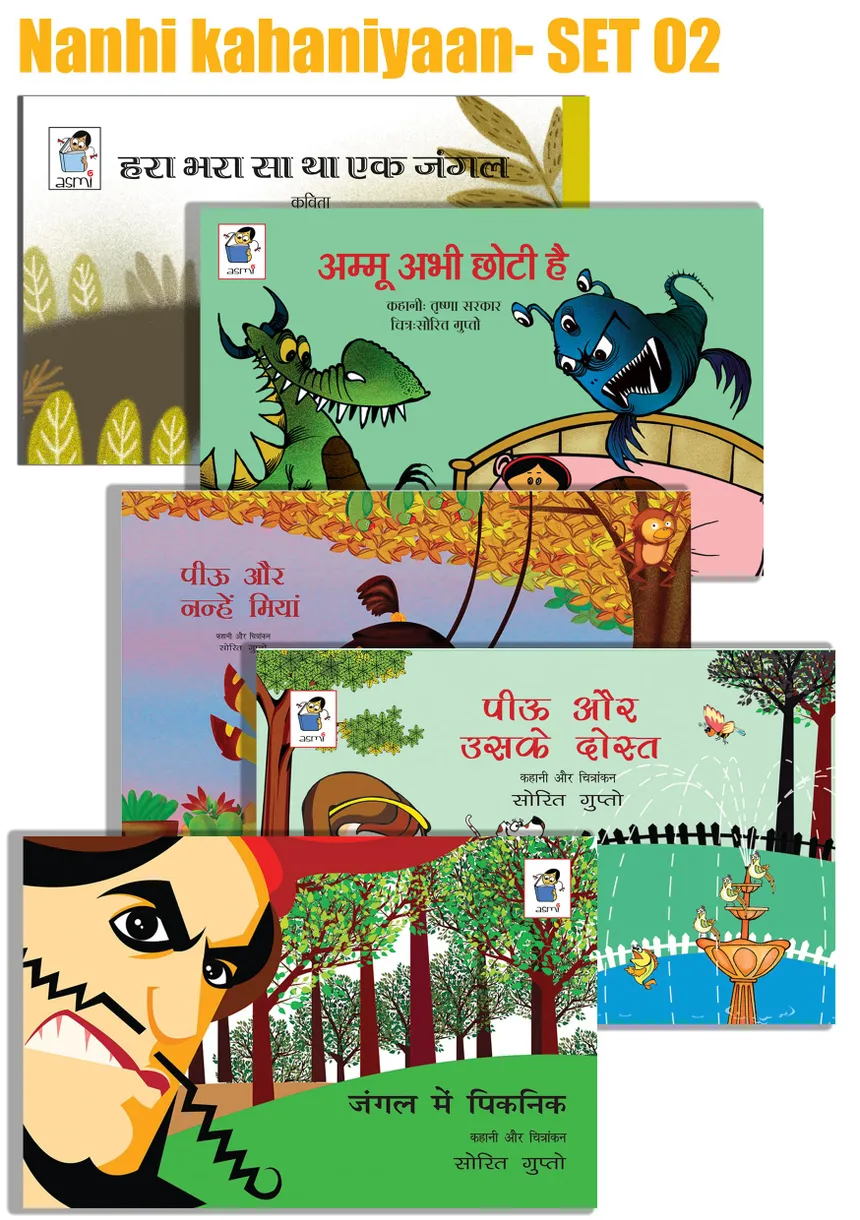 Nanhi kahaniyaan- SET 02
asmi
हरा भरा सा था एक जंगल
कविता
asmi
अम्मू अभी छोटी है
कहानीः तृष्णा सरकार
चित्रःसोरित गुप्तो
पीऊ और
नन्हें मियां
कहानी और चित्रांकन
सोरित गुप्तो
asmi
पीऊ और
उसके दोस्त
कहानी और चित्रांकन
सोरित गुप्तो
asmi
जंगल में पिकनिक
कहानी और चित्रांकन
सोरित गुप्तो